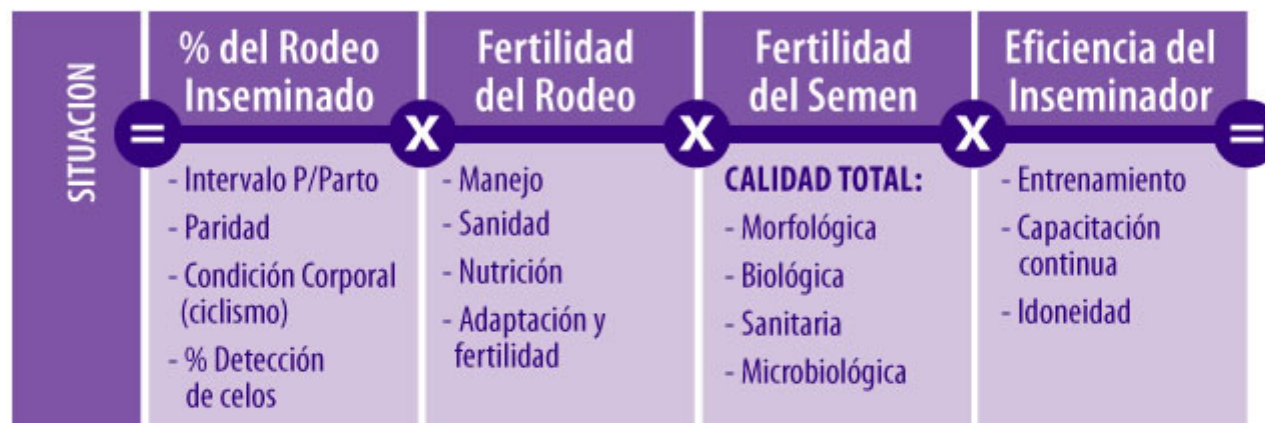 SITUACION
=
% del Rodeo
Inseminado
- Intervalo P/Parto
- Paridad
- Condición Corporal
(ciclismo)
- % Detección
de celos
X
Fertilidad
del Rodeo
- Manejo
- Sanidad
- Nutrición
- Adaptación y
fertilidad
X
Fertilidad
del Semen
CALIDAD TOTAL:
- Morfológica
- Biológica
- Sanitaria
- Microbiológica
X
Eficiencia del
Inseminador
- Entrenamiento
- Capacitación
continua
- Idoneidad
=